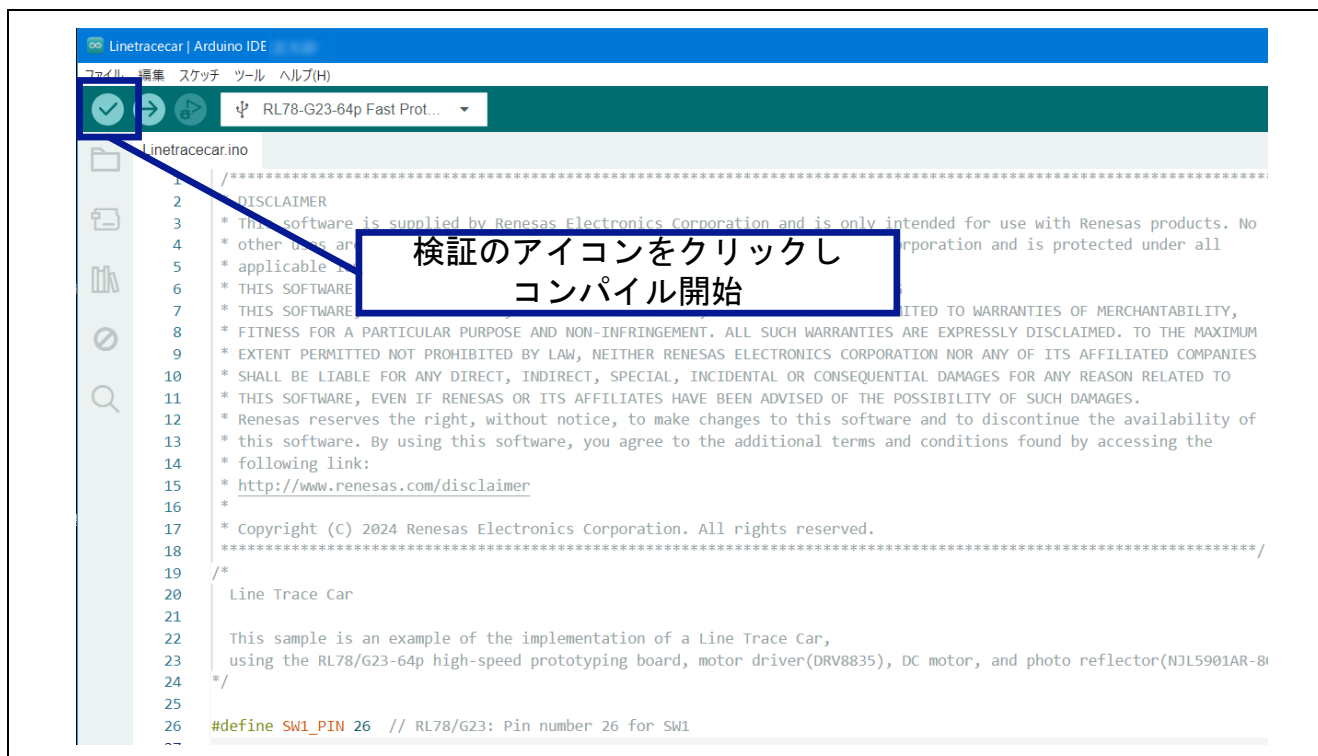 Linetracecar | Arduino IDE
ファイル 編集 スケッチ ツール ヘルプ(H)
RL78-G23-64p Fast Prot...
Linetracecar.ino
1 /************************************************************************************************************************
2 * DISCLAIMER
3 * This software is supplied by Renesas Electronics Corporation and is only intended for use with Renesas products. No
4 * other uses are rporation and is protected under all
検証のアイコンをクリックし
コンパイル開始
5 * applicable
6 * THIS SOFTWARE
7 * THIS SOFTWARE, ITED TO WARRANTIES OF MERCHANTABILITY,
8 * FITNESS FOR A PARTICULAR PURPOSE AND NON-INFRINGEMENT. ALL SUCH WARRANTIES ARE EXPRESSLY DISCLAIMED. TO THE MAXIMUM
9 * EXTENT PERMITTED NOT PROHIBITED BY LAW, NEITHER RENESAS ELECTRONICS CORPORATION NOR ANY OF ITS AFFILIATED COMPANIES
10 * SHALL BE LIABLE FOR ANY DIRECT, INDIRECT, SPECIAL, INCIDENTAL OR CONSEQUENTIAL DAMAGES FOR ANY REASON RELATED TO
11 * THIS SOFTWARE, EVEN IF RENESAS OR ITS AFFILIATES HAVE BEEN ADVISED OF THE POSSIBILITY OF SUCH DAMAGES.
12 * Renesas reserves the right, without notice, to make changes to this software and to discontinue the availability of
13 * this software. By using this software, you agree to the additional terms and conditions found by accessing the
14 * following link:
15 * http://www.renesas.com/disclaimer
16 *
17 * Copyright (C) 2024 Renesas Electronics Corporation. All rights reserved.
18 ***********************************************************************************************************************/
19 /*
20 Line Trace Car
21
22 This sample is an example of the implementation of a Line Trace Car,
23 using the RL78/G23-64p high-speed prototyping board, motor driver(DRV8835), DC motor, and photo reflector(NJL5901AR-8
24 */
25
26 #define SW1_PIN 26 // RL78/G23: Pin number 26 for SW1